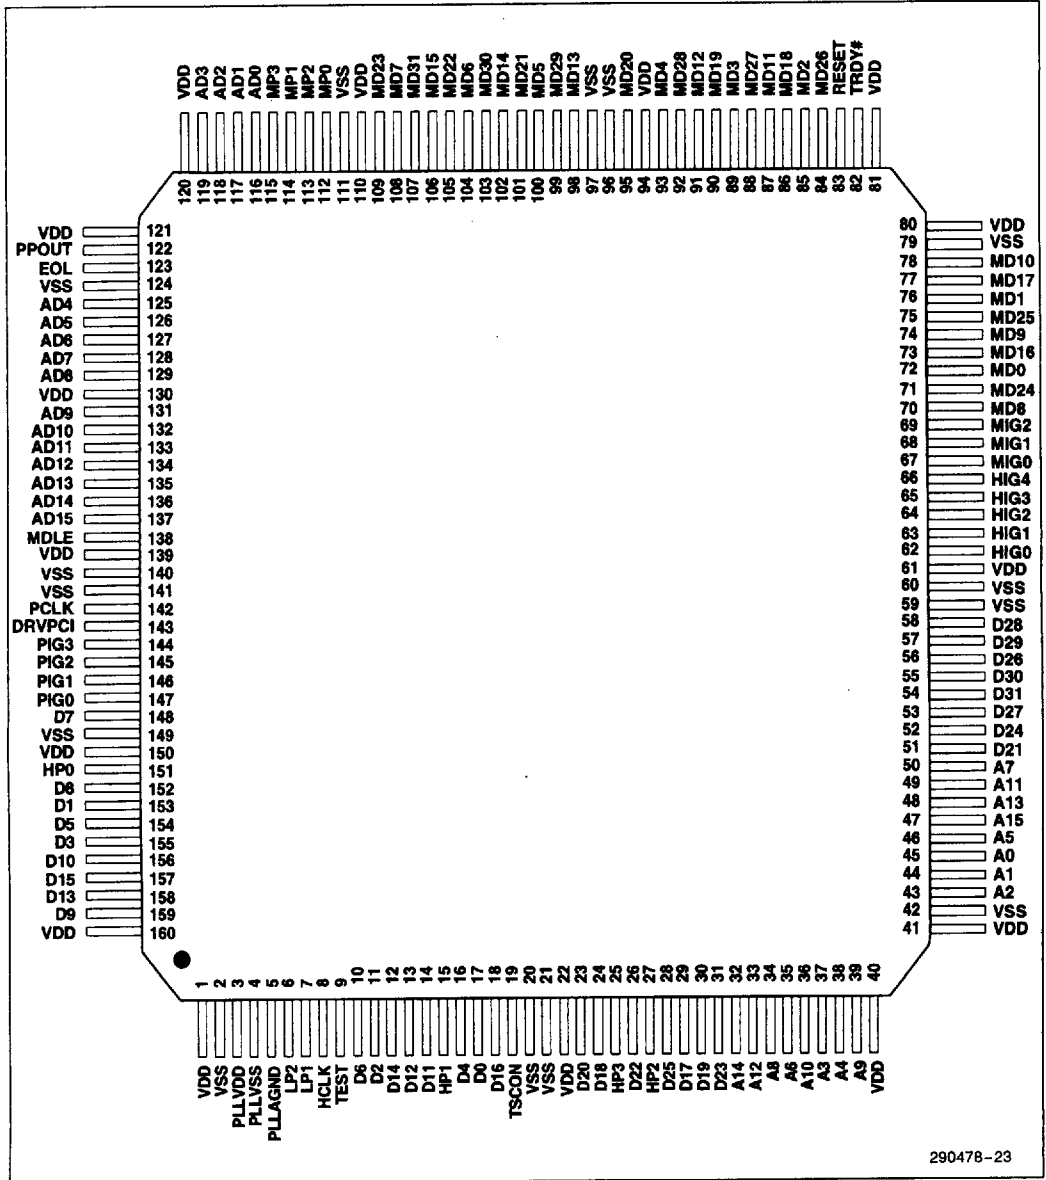 VDD AD3 AD2 AD1 AD0 MP3 MP1 MP2 MP0 VSS VDD MD23 MD7 MD31 MD15 MD22 MD6 MD30 MD14 MD21 MD5 MD29 MD13 VSS VSS MD20 VDD MD4 MD28 MD12 MD19 MD3 MD27 MD11 MD18 MD2 MD26 RESET TRDY# VDD
120 119 118 117 116 115 114 113 112 111 110 109 108 107 106 105 104 103 102 101 100 99 98 97 96 95 94 93 92 91 90 89 88 87 86 85 84 83 82 81
VDD 121 80 VDD
PPOUT 122 79 VSS
EOL 123 78 MD10
VSS 124 77 MD17
AD4 125 76 MD1
AD5 126 75 MD25
AD6 127 74 MD9
AD7 128 73 MD16
AD8 129 72 MD0
VDD 130 71 MD24
AD9 131 70 MD8
AD10 132 69 MIG2
AD11 133 68 MIG1
AD12 134 67 MIG0
AD13 135 66 HIG4
AD14 136 65 HIG3
AD15 137 64 HIG2
MDLE 138 63 HIG1
VDD 139 62 HIG0
VSS 140 61 VDD
VSS 141 60 VSS
PCLK 142 59 VSS
DRVPCI 143 58 D28
PIG3 144 57 D29
PIG2 145 56 D26
PIG1 146 55 D30
PIG0 147 54 D31
D7 148 53 D27
VSS 149 52 D24
VDD 150 51 D21
HP0 151 50 A7
D8 152 49 A11
D1 153 48 A13
D5 154 47 A15
D3 155 46 A5
D10 156 45 A0
D15 157 44 A1
D13 158 43 A2
D9 159 42 VSS
VDD 160 41 VDD
1 2 3 4 5 6 7 8 9 10 11 12 13 14 15 16 17 18 19 20 21 22 23 24 25 26 27 28 29 30 31 32 33 34 35 36 37 38 39 40
VDD VSS PLLVDD PLLVSS PLLAGND LP2 LP1 HCLK TEST D6 D2 D14 D12 D11 HP1 D4 D0 D16 TSCON VSS VSS VDD D20 D18 HP3 D22 HP2 D25 D17 D19 D23 A14 A12 A8 A6 A10 A3 A4 A9 VDD
290478-23